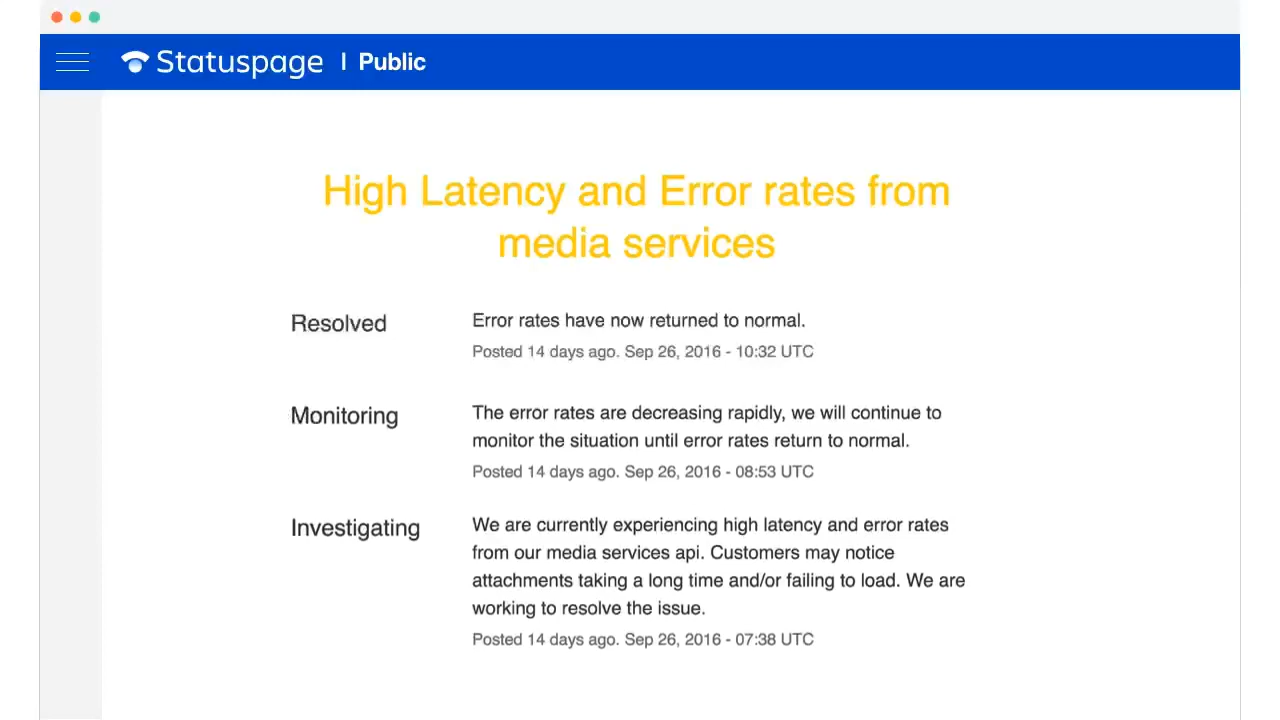 Statuspage | Public
High Latency and Error rates from
media services
Resolved
Error rates have now returned to normal.
Posted 14 days ago. Sep 26, 2016 - 10:32 UTC
Monitoring
The error rates are decreasing rapidly, we will continue to
monitor the situation until error rates return to normal.
Posted 14 days ago. Sep 26, 2016 - 08:53 UTC
Investigating
We are currently experiencing high latency and error rates
from our media services api. Customers may notice
attachments taking a long time and/or failing to load. We are
working to resolve the issue.
Posted 14 days ago. Sep 26, 2016 - 07:38 UTC